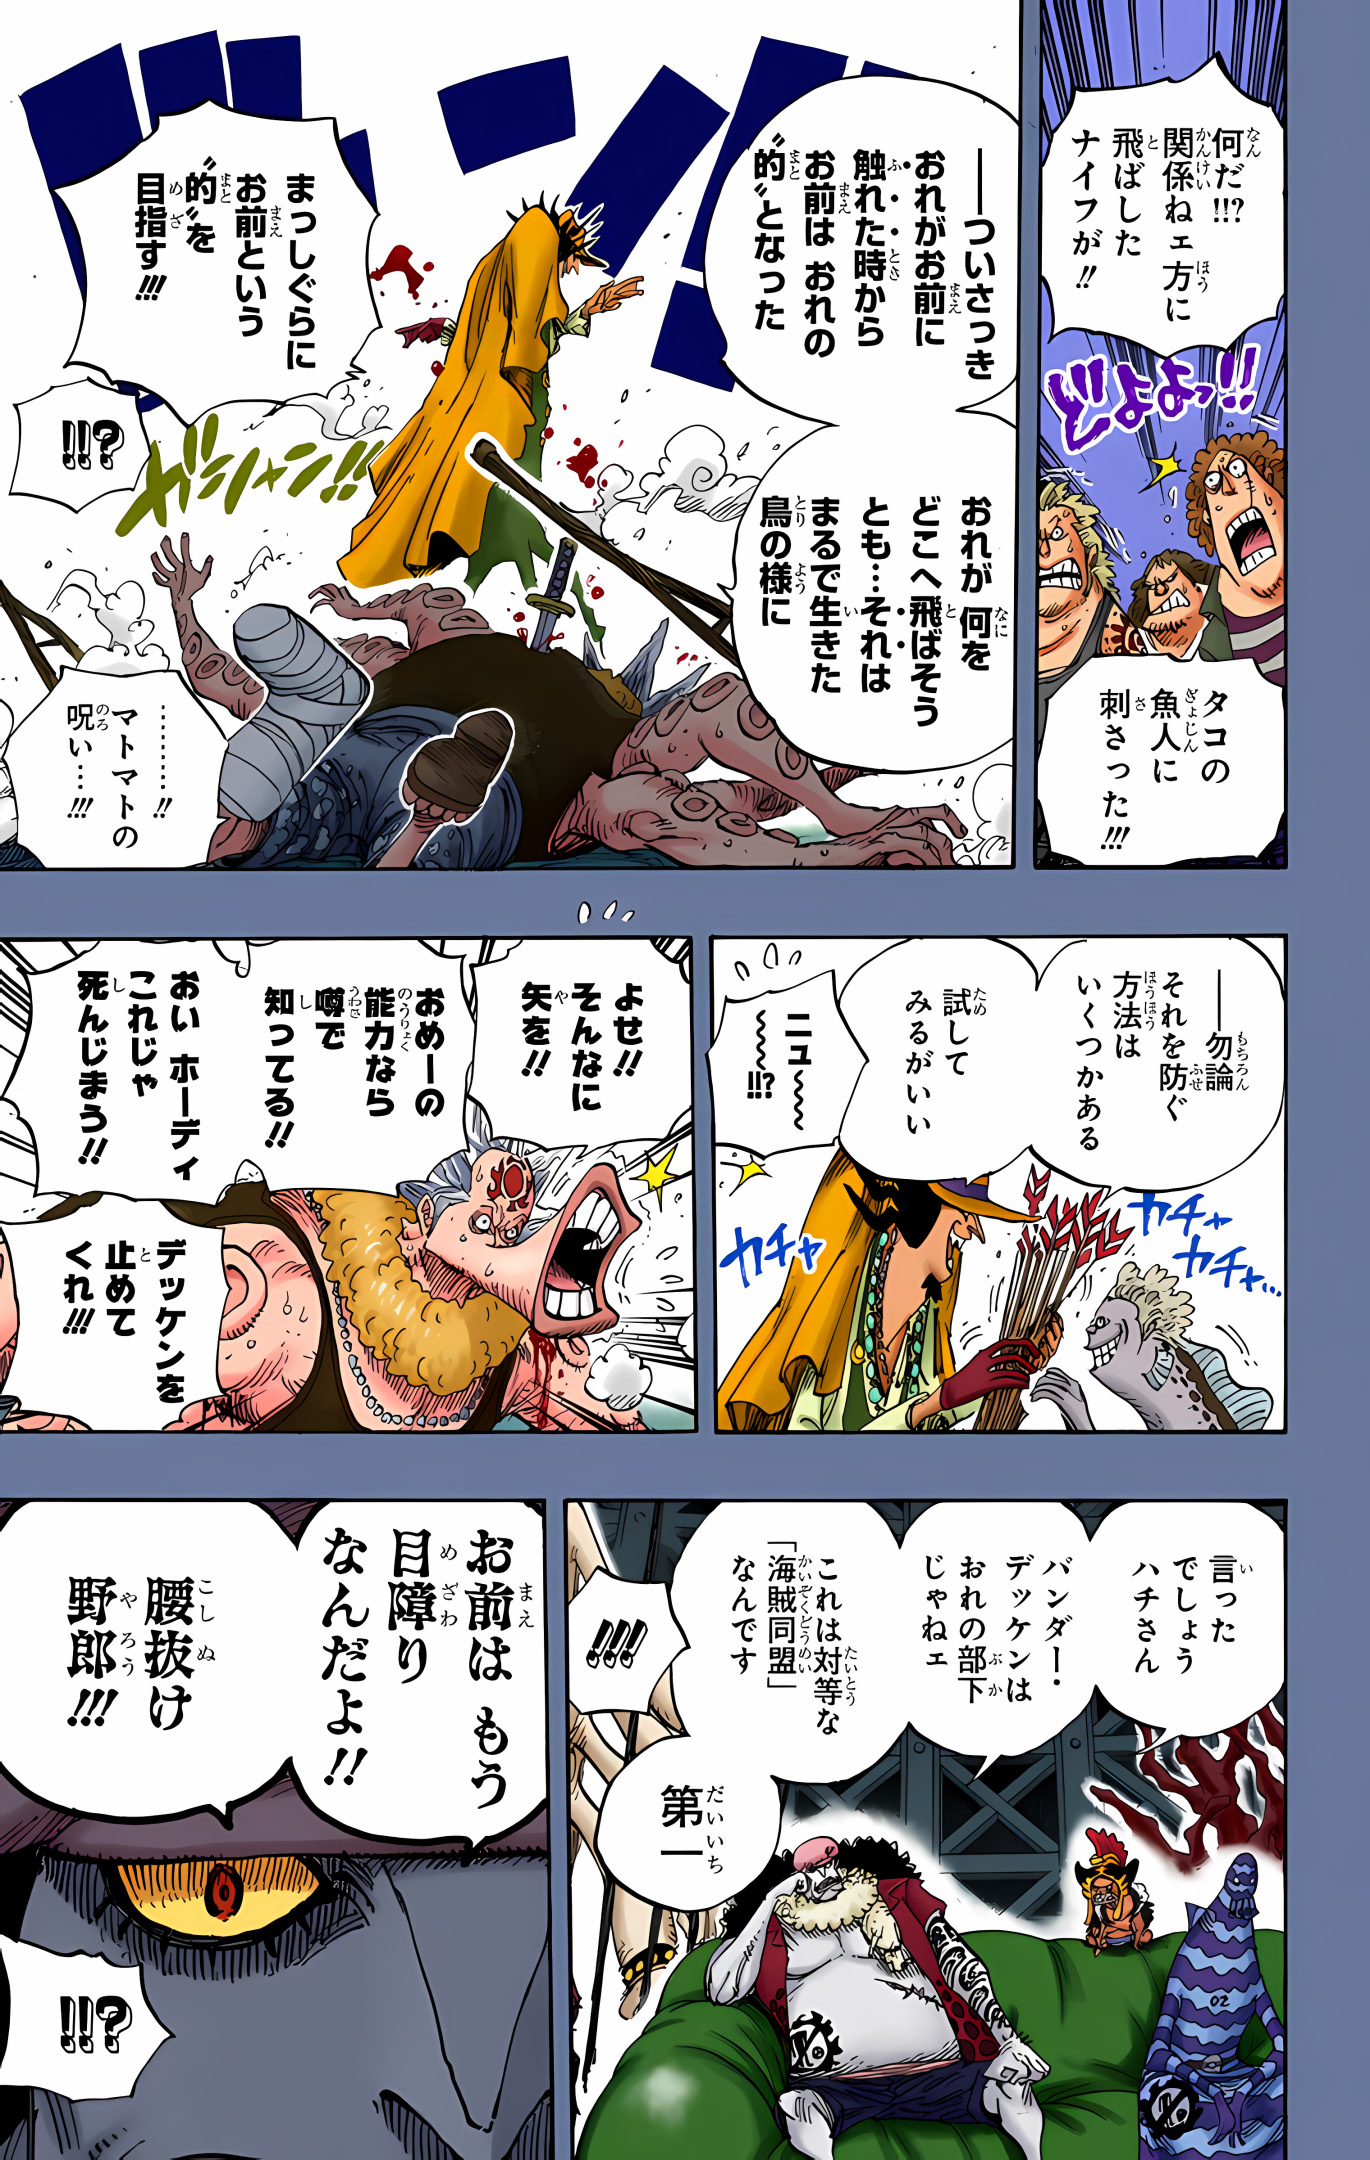 何だ!!?
関係ねェ方に
飛ばした
ナイフが!!
どよよっ!!
タコの
魚人に
刺さった!!!
―ついさっき
おれがお前に
触れた時から
お前は おれの
〝的〟となった
おれが 何を
どこへ飛ばそう
とも…それは
まるで生きた
鳥の様に
まっしぐらに
お前という
〝的〟を
目指す!!!
!!?
ガシャン!!
………!!
マトマトの
呪い…!!!
―勿論
それを防ぐ
方法は
いくつかある
試して
みるがいい
ニュ〜〜
〜〜!!?
カチャ
カチャ…
カチャ
よせ!!
そんなに
矢を!!
おめーの
能力なら
噂で
知ってる!!
おい ホーディ
これじゃ
死んじまう!!
デッケンを
止めて
くれ!!!
言った
でしょう
ハチさん
バンダー・
デッケンは
おれの部下
じゃねェ
これは対等な
「海賊同盟」
なんです
!!!
第一
お前は もう
目障り
なんだよ!!
腰抜け
野郎!!!
!!?